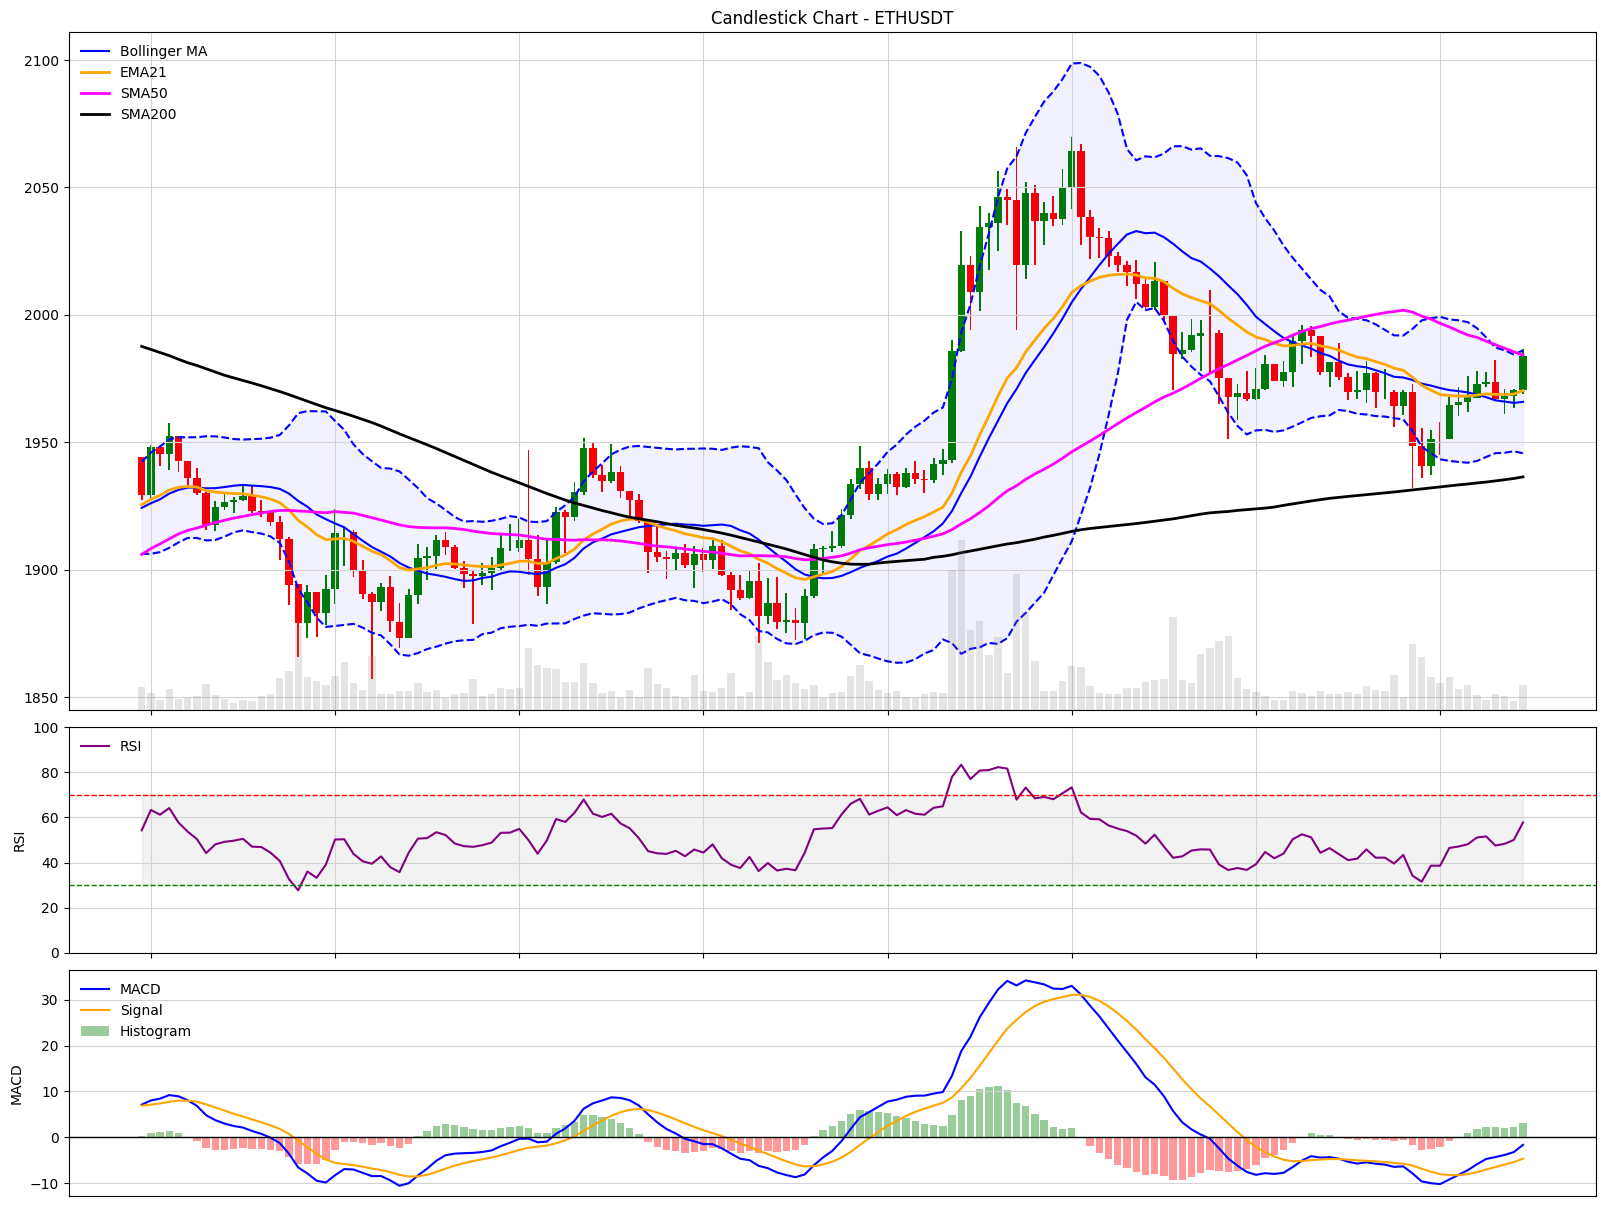 Candlestick Chart - ETHUSDT
Bollinger MA
EMA21
SMA50
SMA200
2100
2050
2000
1950
1900
1850
RSI
RSI
100
80
60
40
20
0
MACD
Signal
Histogram
MACD
30
20
10
0
−10